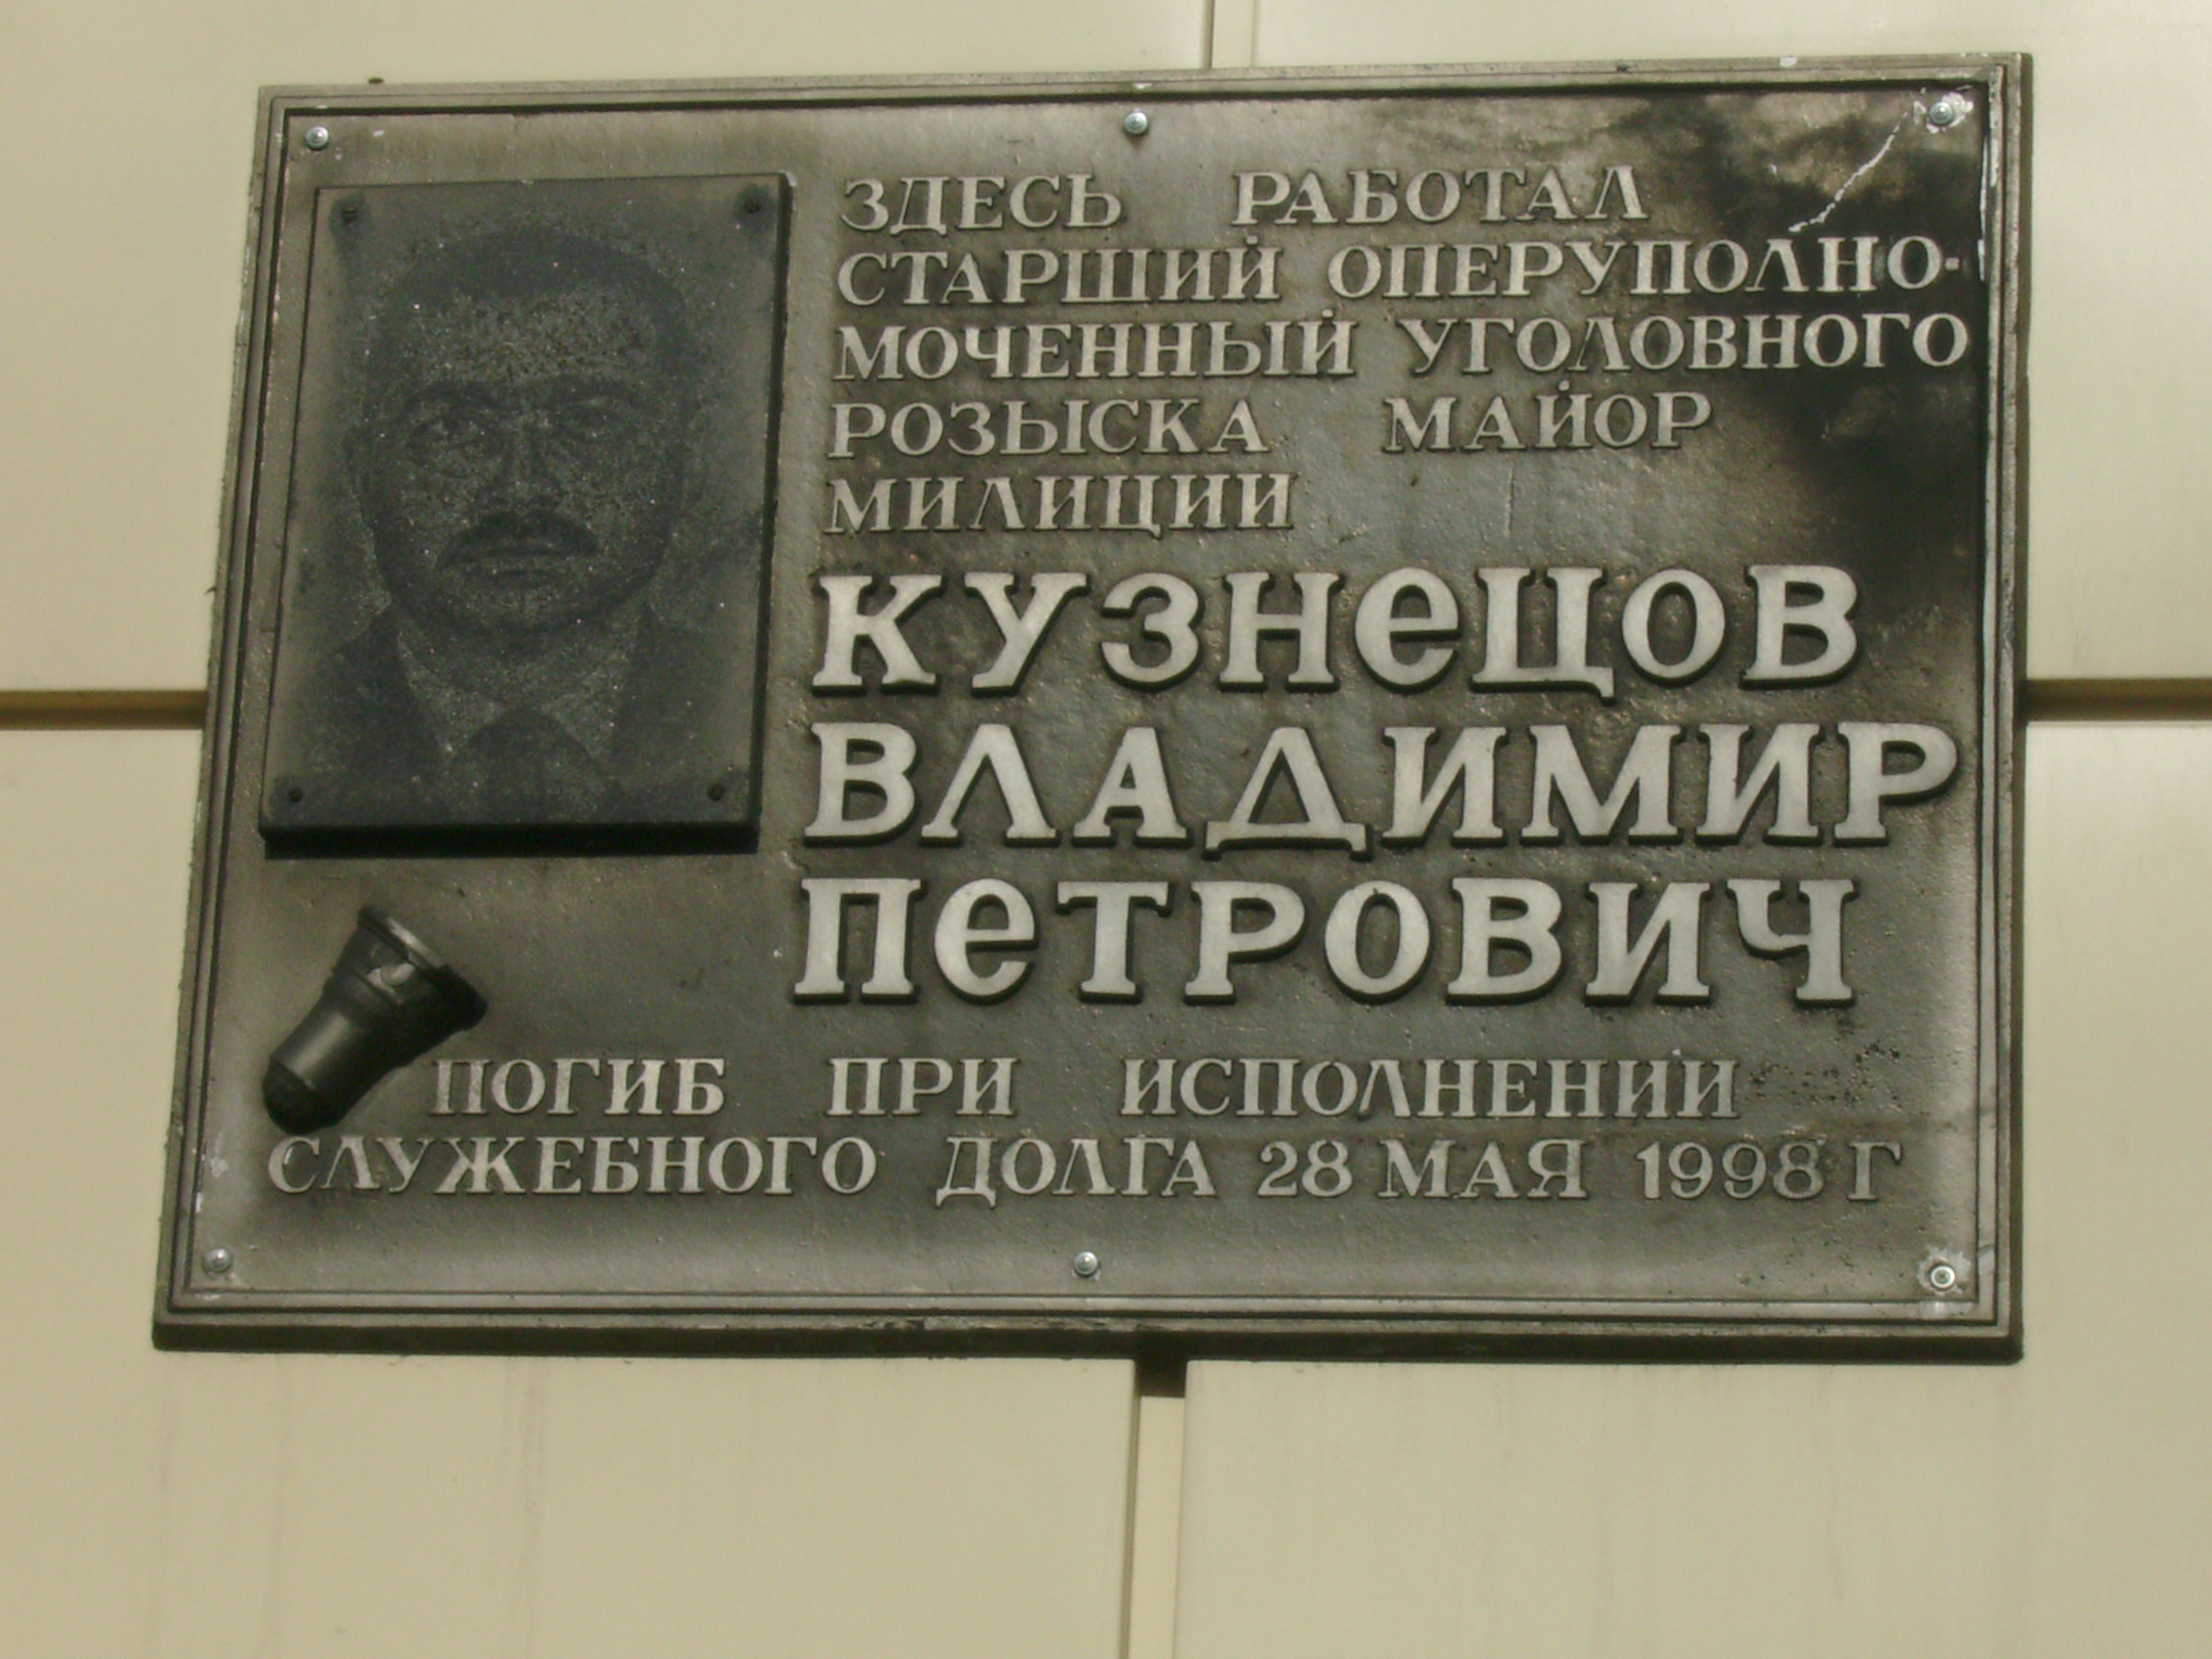 ЗДЕСЬ РАБОТАЛ
СТАРШИЙ ОПЕРУПОЛНО-
МОЧЕННЫЙ УГОЛОВНОГО
РОЗЫСКА МАЙОР
МИЛИЦИИ
КУЗНЕЦОВ
ВЛАДИМИР
ПЕТРОВИЧ
ПОГИБ ПРИ ИСПОЛНЕНИИ
СЛУЖЕБНОГО ДОЛГА 28 МАЯ 1998 Г